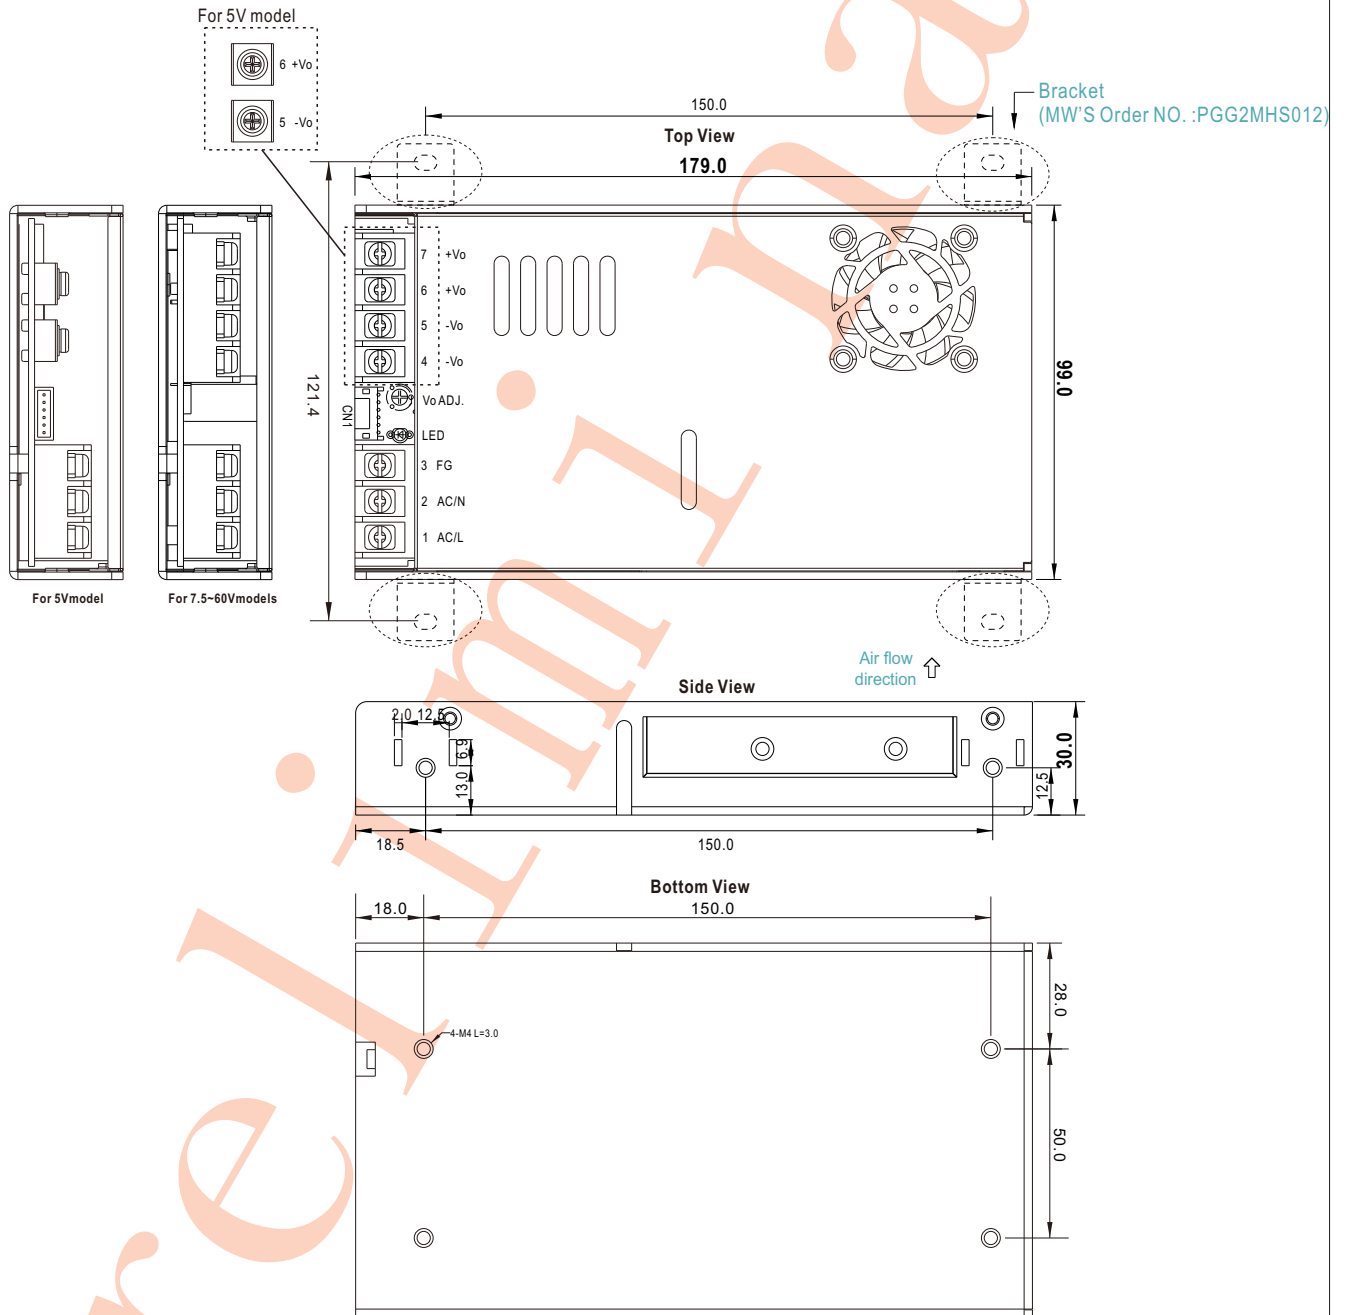 For 5V model
6 +Vo
5 -Vo
150.0
Bracket
(MW'S Order NO. :PGG2MHS012)
Top View
179.0
7 +Vo
6 +Vo
5 -Vo
4 -Vo
Vo ADJ.
CN1
LED
3 FG
2 AC/N
1 AC/L
121.4
99.0
For 5Vmodel
For 7.5~60Vmodels
Air flow
direction
Side View
2.0 12.5
6.9
13.0
30.0
12.5
18.5
150.0
Bottom View
18.0
150.0
28.0
4-M4 L=3.0
50.0
r e l i m i n a